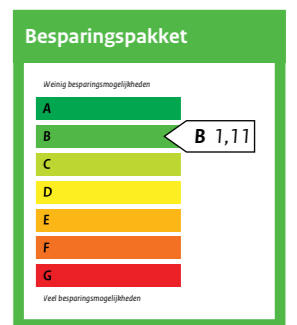 Besparingspakket
Weinig besparingsmogelijkheden
A
B
B 1,11
C
D
E
F
G
Veel besparingsmogelijkheden